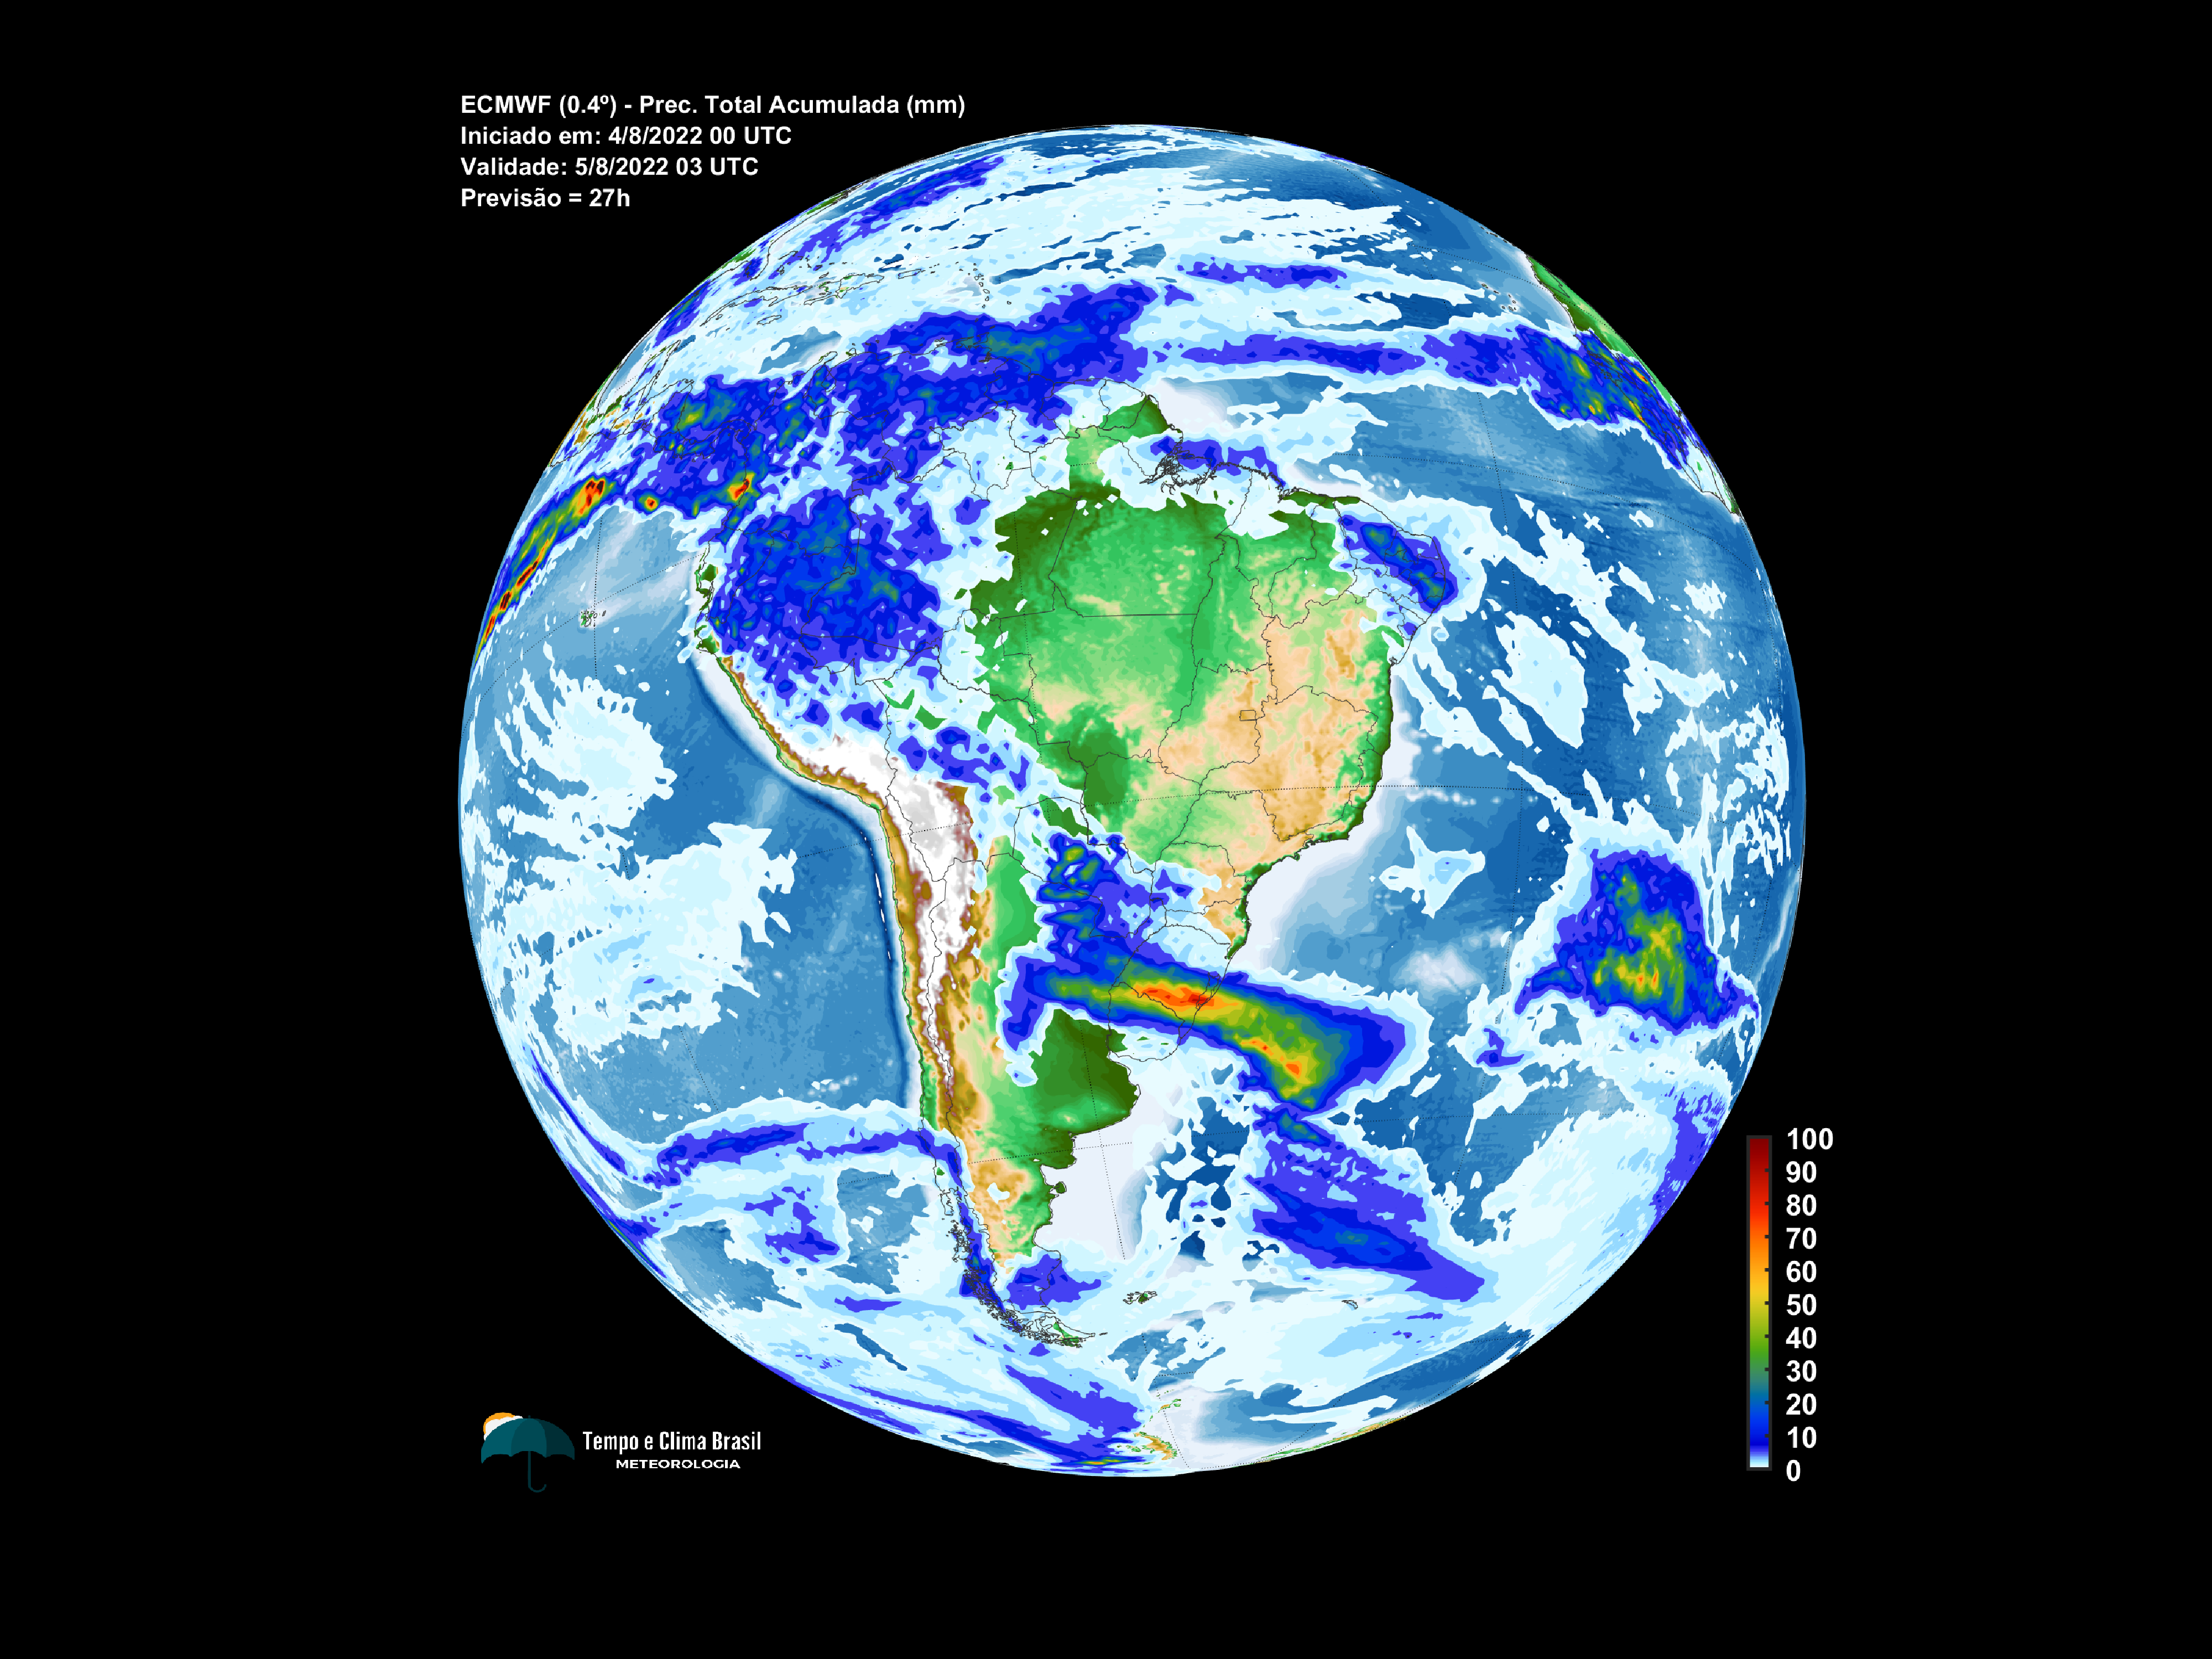 ECMWF (0.4º) - Prec. Total Acumulada (mm)
Iniciado em: 4/8/2022 00 UTC
Validade: 5/8/2022 03 UTC
Previsão = 27h
100
90
80
70
60
50
40
30
20
10
0
Tempo e Clima Brasil
METEOROLOGIA